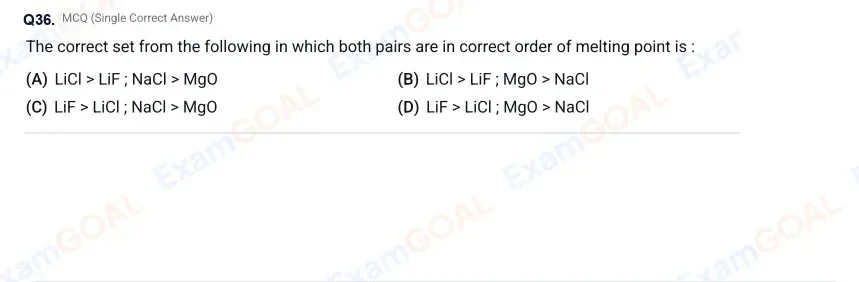 Q36. MCQ (Single Correct Answer)
The correct set from the following in which both pairs are in correct order of melting point is :
(A) LiCl > LiF ; NaCl > MgO
(B) LiCl > LiF ; MgO > NaCl
(C) LiF > LiCl ; NaCl > MgO
(D) LiF > LiCl ; MgO > NaCl
ExamGOAL
ExamGOAL